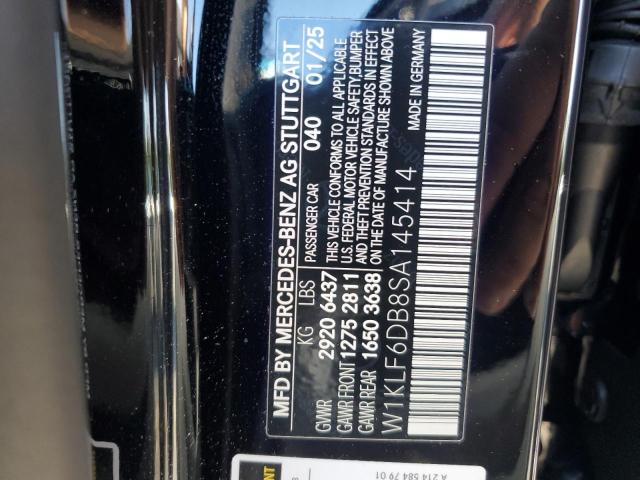 MFD BY MERCEDES-BENZ AG STUTTGART
KG LBS PASSENGER CAR 040 01/25
GVWR 2920 6437 THIS VEHICLE CONFORMS TO ALL APPLICABLE
GAWR FRONT 1275 2811 U.S. FEDERAL MOTOR VEHICLE SAFETY,BUMPER
GAWR REAR 1650 3638 AND THEFT PREVENTION STANDARDS IN EFFECT
ON THE DATE OF MANUFACTURE SHOWN ABOVE
W1KLF6DB8SA145414 MADE IN GERMANY
A 214 584 79 01